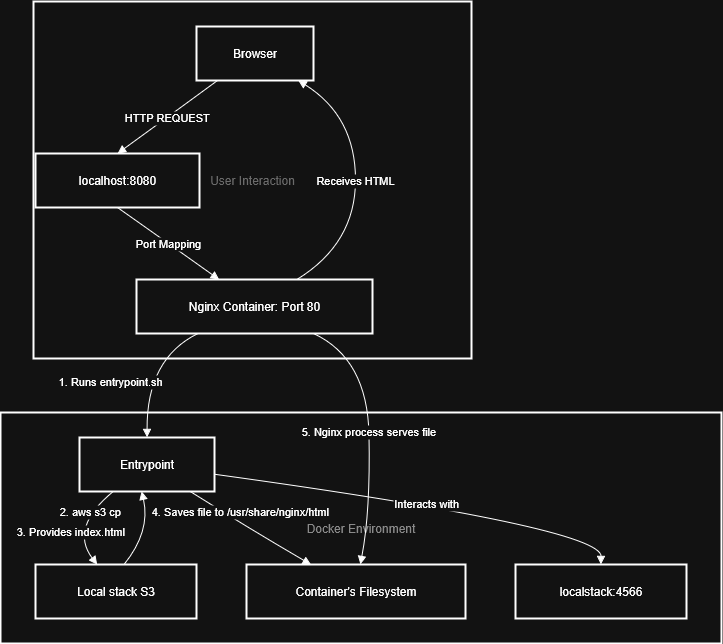 Browser
HTTP REQUEST
localhost:8080
User Interaction
Receives HTML
Port Mapping
Nginx Container: Port 80
1. Runs entrypoint.sh
5. Nginx process serves file
Entrypoint
2. aws s3 cp
4. Saves file to /usr/share/nginx/html
Interacts with
3. Provides index.html
Docker Environment
Local stack S3
Container's Filesystem
localstack:4566